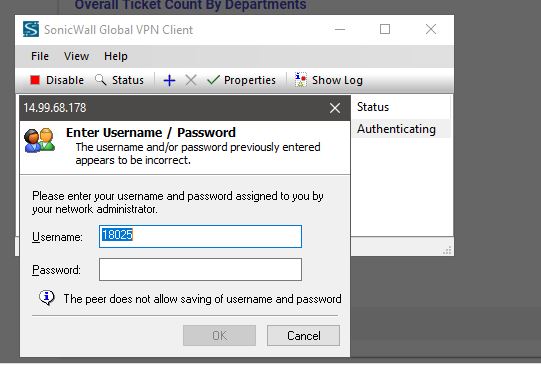 Overall Ticket Count By Departments
SonicWall Global VPN Client
File View Help
Disable Status Properties Show Log
14.99.68.178
Status
Enter Username / Password
Authenticating
The username and/or password previously entered
appears to be incorrect.
Please enter your username and password assigned to you by
your network administrator.
Username: 18025
Password:
The peer does not allow saving of username and password
OK Cancel